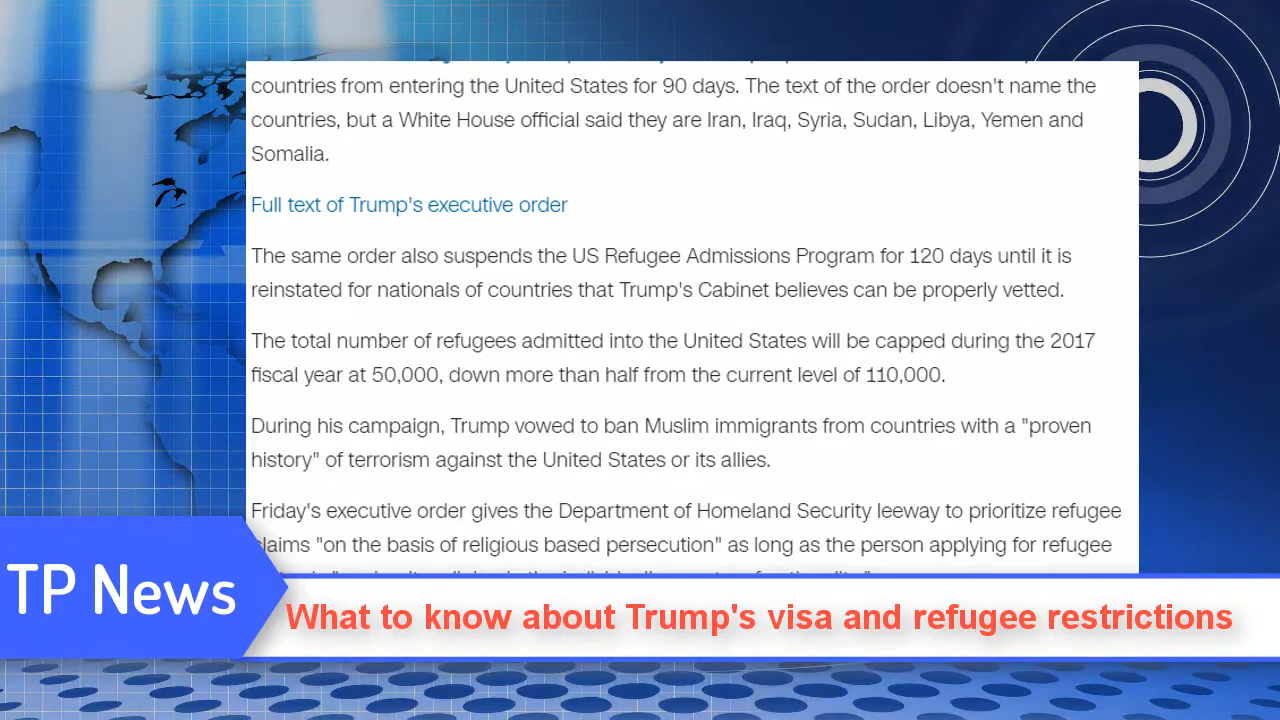 countries from entering the United States for 90 days. The text of the order doesn't name the
countries, but a White House official said they are Iran, Iraq, Syria, Sudan, Libya, Yemen and
Somalia.
Full text of Trump's executive order
The same order also suspends the US Refugee Admissions Program for 120 days until it is
reinstated for nationals of countries that Trump's Cabinet believes can be properly vetted.
The total number of refugees admitted into the United States will be capped during the 2017
fiscal year at 50,000, down more than half from the current level of 110,000.
During his campaign, Trump vowed to ban Muslim immigrants from countries with a "proven
history" of terrorism against the United States or its allies.
Friday's executive order gives the Department of Homeland Security leeway to prioritize refugee
claims "on the basis of religious based persecution" as long as the person applying for refugee
TP News
What to know about Trump's visa and refugee restrictions